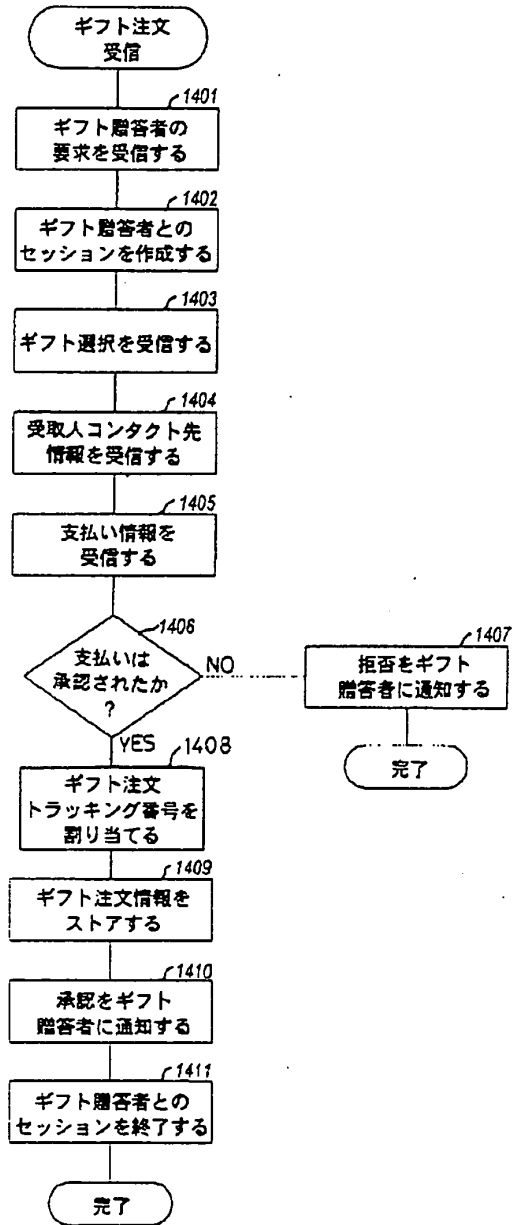 ギフト注文
受信
1401
ギフト贈答者の
要求を受信する
1402
ギフト贈答者との
セッションを作成する
1403
ギフト選択を受信する
1404
受取人コンタクト先
情報を受信する
1405
支払い情報を
受信する
1406
支払いは
承認されたか
?
NO
1407
拒否をギフト
贈答者に通知する
完了
YES
1408
ギフト注文
トラッキング番号を
割り当てる
1409
ギフト注文情報を
ストアする
1410
承認をギフト
贈答者に通知する
1411
ギフト贈答者との
セッションを終了する
完了